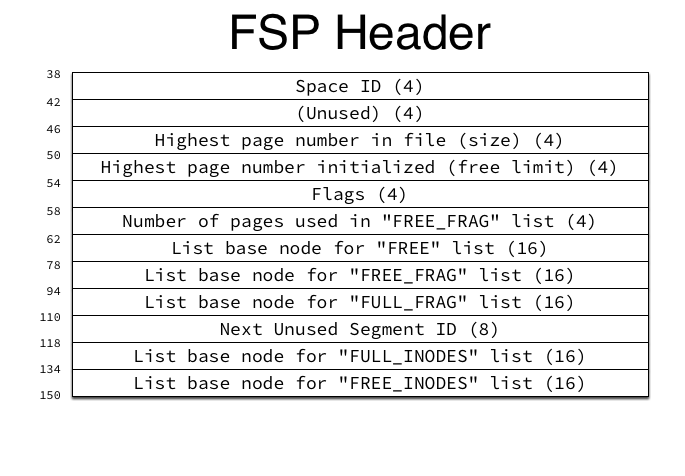 FSP Header
38
Space ID (4)
42
(Unused) (4)
46
Highest page number in file (size) (4)
50
Highest page number initialized (free limit) (4)
54
Flags (4)
58
Number of pages used in "FREE_FRAG" list (4)
62
List base node for "FREE" list (16)
78
List base node for "FREE_FRAG" list (16)
94
List base node for "FULL_FRAG" list (16)
110
Next Unused Segment ID (8)
118
List base node for "FULL_INODES" list (16)
134
List base node for "FREE_INODES" list (16)
150